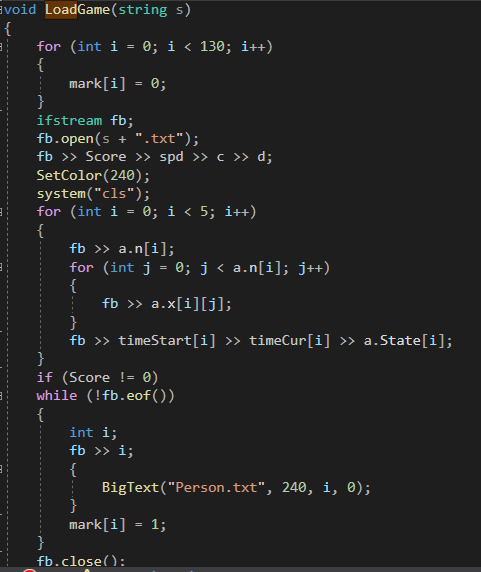 void LoadGame(string s)
{
    for (int i = 0; i < 130; i++)
    {
        mark[i] = 0;
    }
    ifstream fb;
    fb.open(s + ".txt");
    fb >> Score >> spd >> c >> d;
    SetColor(240);
    system("cls");
    for (int i = 0; i < 5; i++)
    {
        fb >> a.n[i];
        for (int j = 0; j < a.n[i]; j++)
        {
            fb >> a.x[i][j];
        }
        fb >> timeStart[i] >> timeCur[i] >> a.State[i];
    }
    if (Score != 0)
    while (!fb.eof())
    {
        int i;
        fb >> i;
        {
            BigText("Person.txt", 240, i, 0);
        }
        mark[i] = 1;
    }
    fb.close();